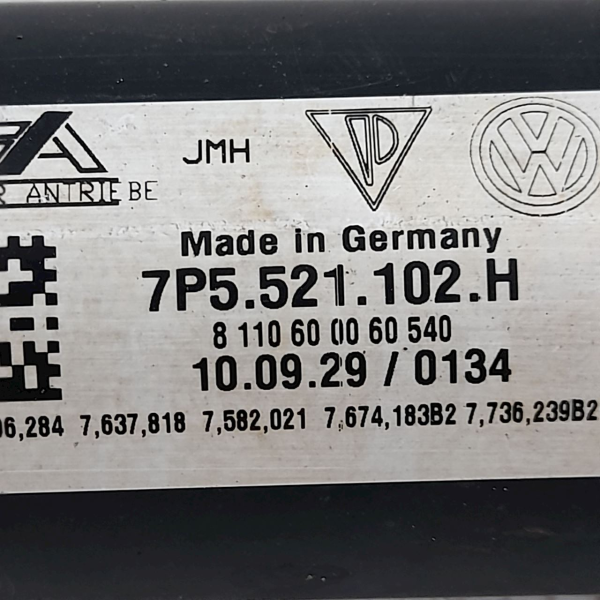 JMH
ANTRIEBE
Made in Germany
7P5.521.102.H
8 110 60 00 60 540
10.09.29 / 0134
06,284 7,637,818 7,582,021 7,674,183B2 7,736,239B2